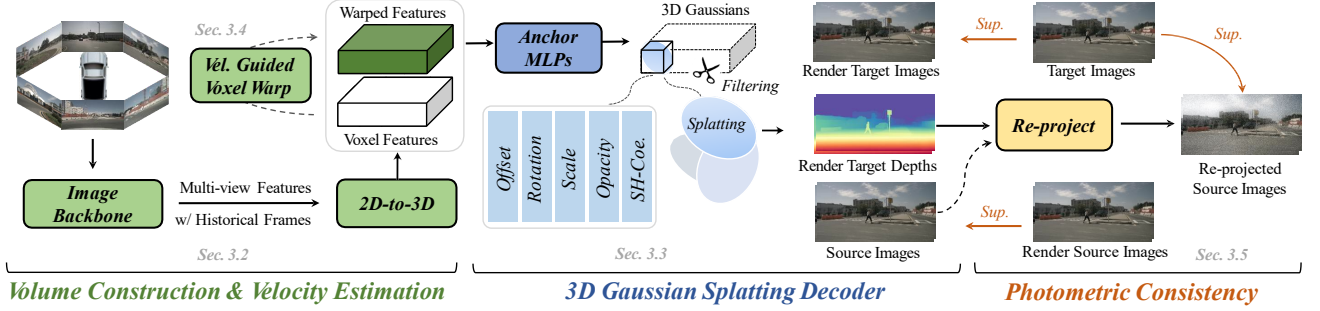 Sec. 3.4
Vel. Guided
Voxel Warp
Warped Features
Voxel Features
Image
Backbone
Multi-view Features
w/ Historical Frames
2D-to-3D
Sec. 3.2
Volume Construction & Velocity Estimation
Anchor
MLPs
3D Gaussians
Filtering
Offset
Rotation
Scale
Opacity
SH-Coe.
Splatting
Sec. 3.3
3D Gaussian Splatting Decoder
Render Target Images
Sup.
Target Images
Sup.
Render Target Depths
Re-project
Re-projected
Source Images
Source Images
Sup.
Render Source Images
Sec. 3.5
Photometric Consistency